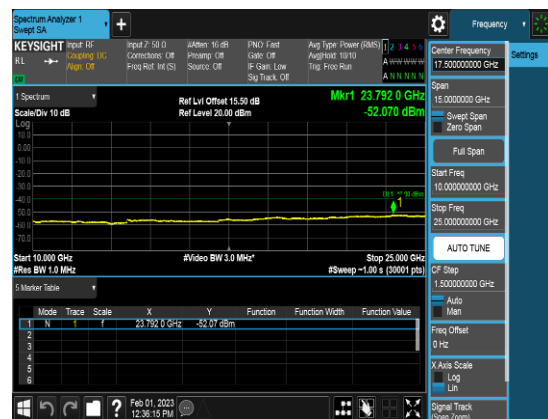 Spectrum Analyzer 1
Swept SA
+
Frequency
KEYSIGHT
Input: RF
Input Z: 50 Ω
#Atten: 16 dB
PNO: Fast
Avg Type: Power (RMS)
1 2 3 4 5 6
RL
Coupling: DC
Corrections: Off
Preamp: Off
Gate: Off
Avg|Hold: 10/10
A WW WW W
Align: Off
Freq Ref: Int (S)
Source: Off
IF Gain: Low
Trig: Free Run
Sig Track: Off
A N N N N N
1 Spectrum
Ref Lvl Offset 15.50 dB
Mkr1 23.792 0 GHz
Scale/Div 10 dB
Ref Level 20.00 dBm
-52.070 dBm
Log
10.0
0.00
-10.0
-20.0
-30.0
-40.0
-50.0
-60.0
-70.0
1
Start 10.000 GHz
#Video BW 3.0 MHz*
Stop 25.000 GHz
#Res BW 1.0 MHz
#Sweep ~1.00 s (30001 pts)
5 Marker Table
Mode Trace Scale X Y Function Function Width Function Value
1 N 1 f 23.792 0 GHz -52.07 dBm
2
3
4
5
6
Feb 01, 2023
12:36:15 PM
?
Center Frequency
17.500000000 GHz
Settings
Span
15.0000000 GHz
Swept Span
Zero Span
Full Span
Start Freq
10.000000000 GHz
Stop Freq
25.000000000 GHz
AUTO TUNE
CF Step
1.500000000 GHz
Auto
Man
Freq Offset
0 Hz
X Axis Scale
Log
Lin
Signal Track
(Span Zoom)